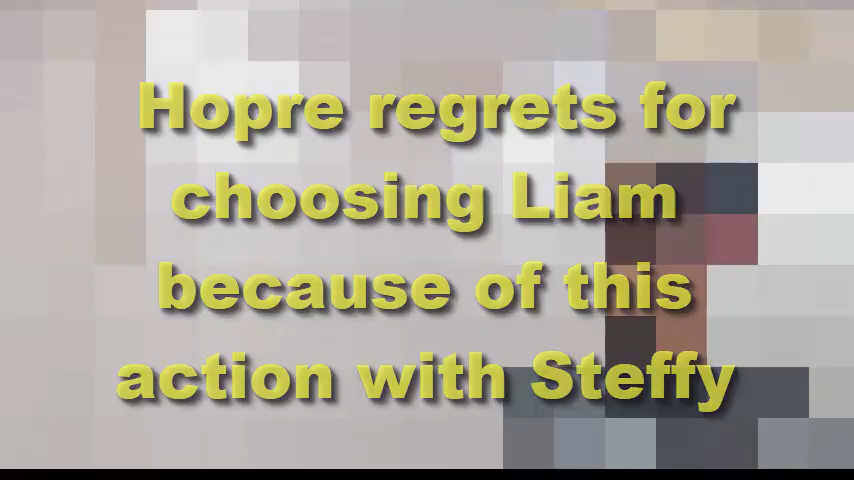 Hopre regrets for
choosing Liam
because of this
action with Steffy